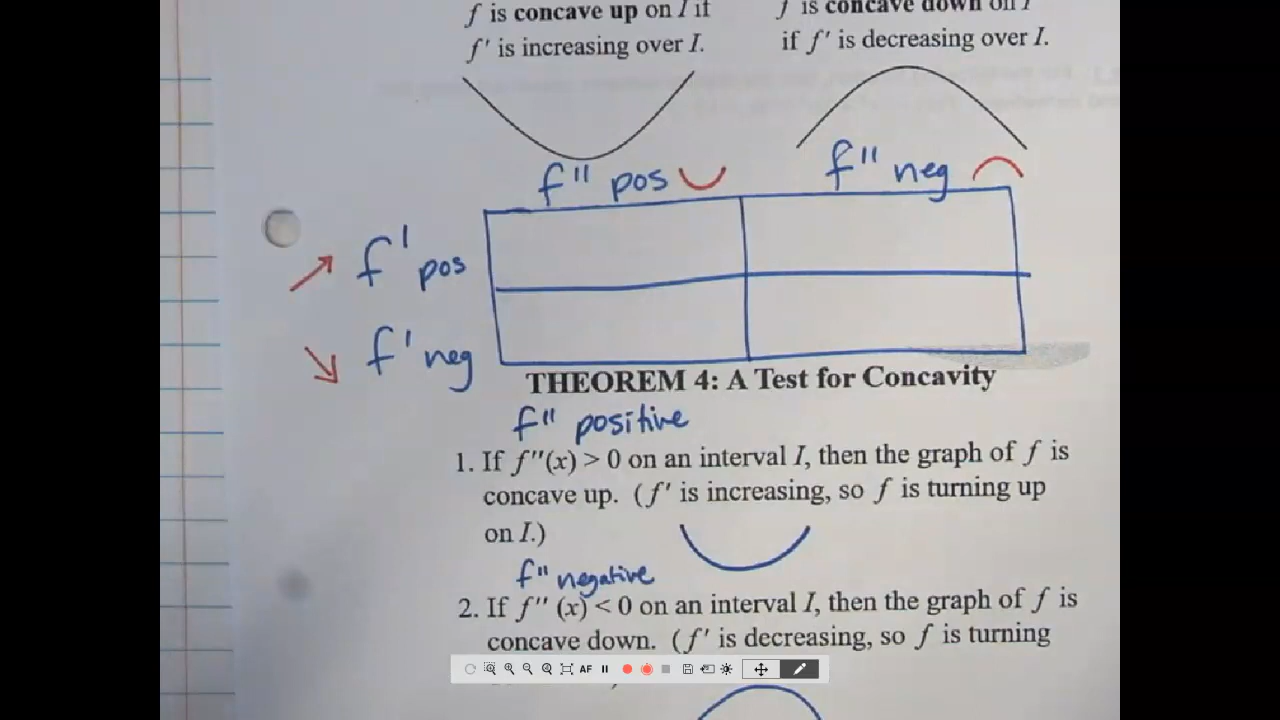 f is concave up on I if
f is concave down on I
f' is increasing over I.
if f' is decreasing over I.
f" pos
f" neg
f' pos
f' neg
THEOREM 4: A Test for Concavity
f" positive
1. If f"(x) > 0 on an interval I, then the graph of f is
concave up. (f' is increasing, so f is turning up
on I.)
f" negative
2. If f" (x) < 0 on an interval I, then the graph of f is
concave down. (f' is decreasing, so f is turning
AF